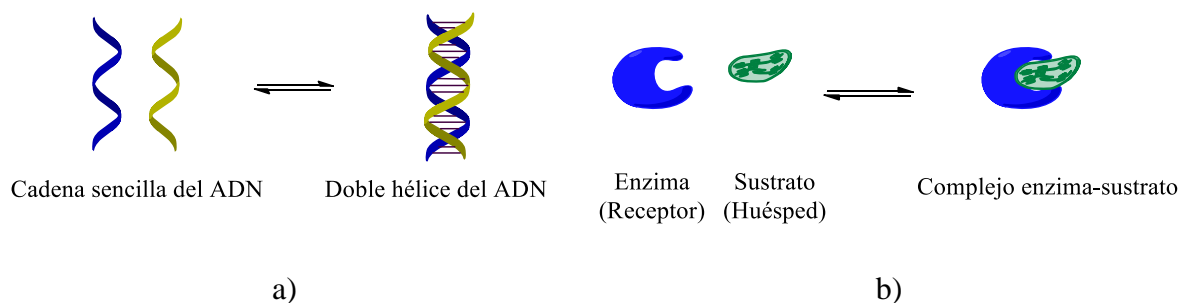 Cadena sencilla del ADN
Doble hélice del ADN
a)
Enzima
(Receptor)
Sustrato
(Huésped)
Complejo enzima-sustrato
b)